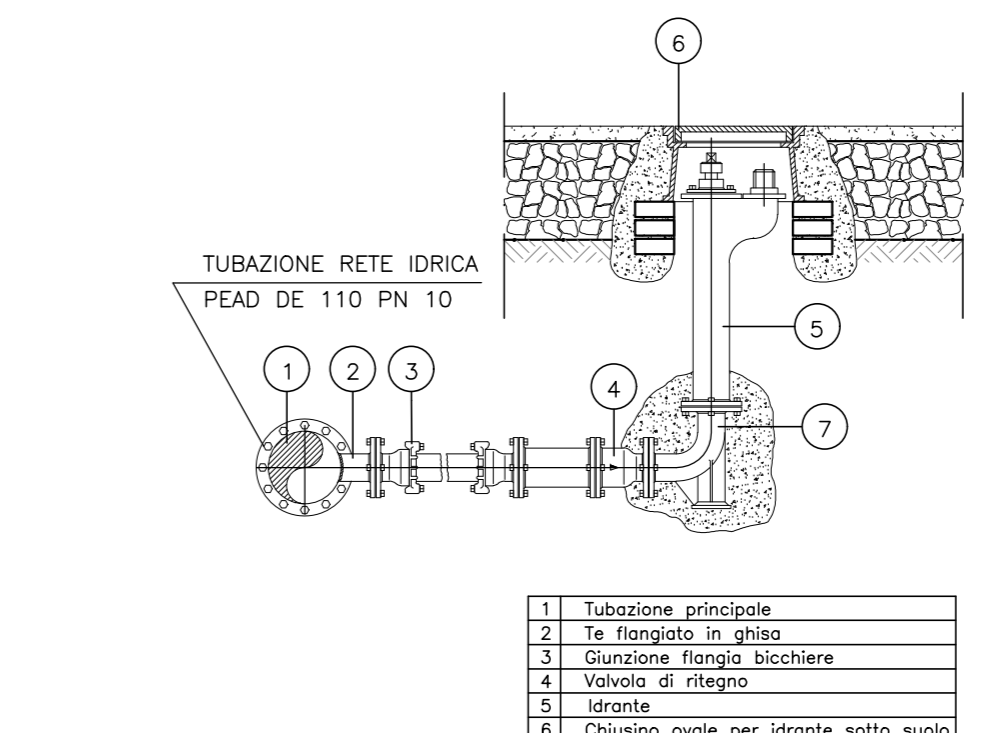 6
TUBAZIONE RETE IDRICA
PEAD DE 110 PN 10
5
1
2
3
4
7
1 Tubazione principale
2 Te flangiato in ghisa
3 Giunzione flangia bicchiere
4 Valvola di ritegno
5 Idrante
6 Chiusino ovale per idrante sotto suolo